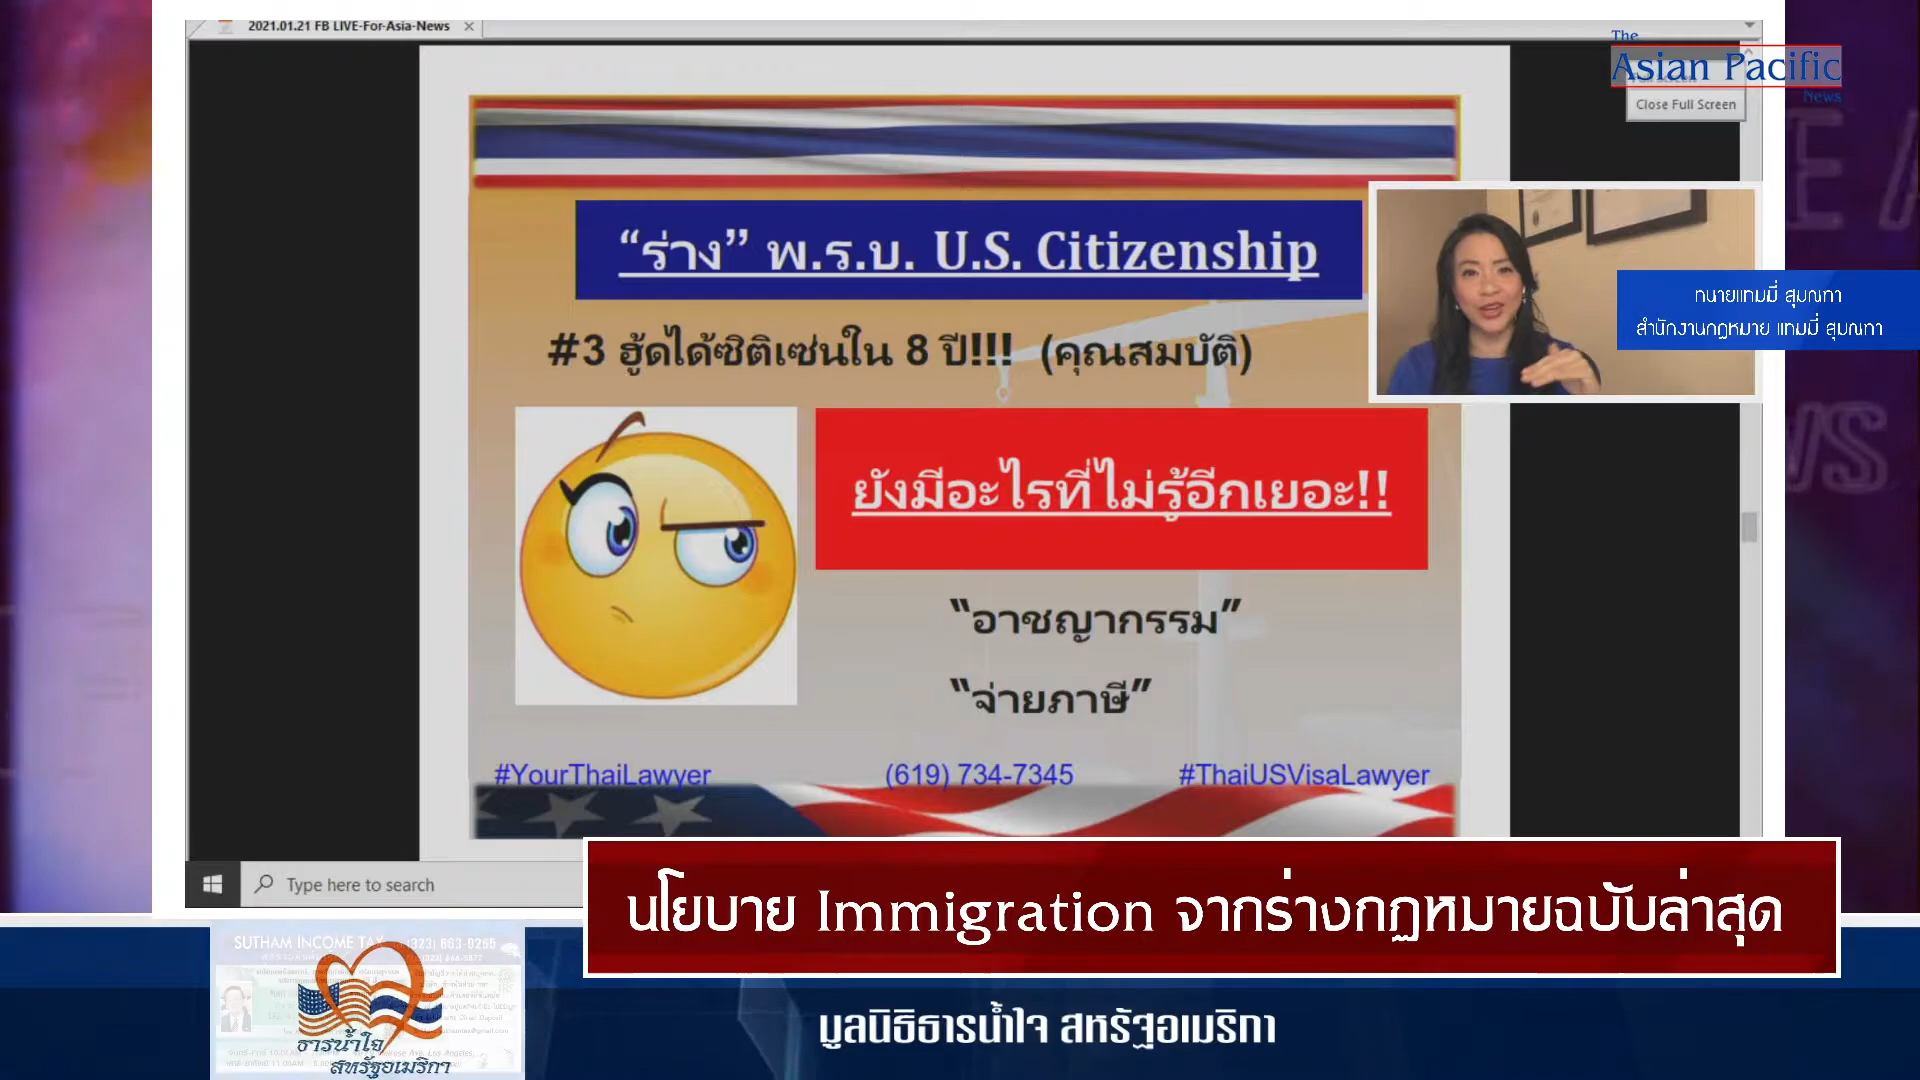 2021.01.21 FB LIVE-For-Asia-News
The
Asian Pacific
News
Close Full Screen
“ร่าง” พ.ร.บ. U.S. Citizenship
#3 ฮู้ดได้ซิติเซ่นใน 8 ปี!!! (คุณสมบัติ)
ทนายแทมมี่ สุมณฑา
สำนักงานกฎหมาย แทมมี่ สุมณฑา
ยังมีอะไรที่ไม่รู้อีกเยอะ!!
“อาชญากรรม”
“จ่ายภาษี”
#YourThaiLawyer (619) 734-7345 #ThaiUSVisaLawyer
Type here to search
นโยบาย Immigration จากร่างกฎหมายฉบับล่าสุด
SUTHAM INCOME TAX (323) 663-9255
ธารน้ำใจ
สหรัฐอเมริกา
มูลนิธิธารน้ำใจ สหรัฐอเมริกา